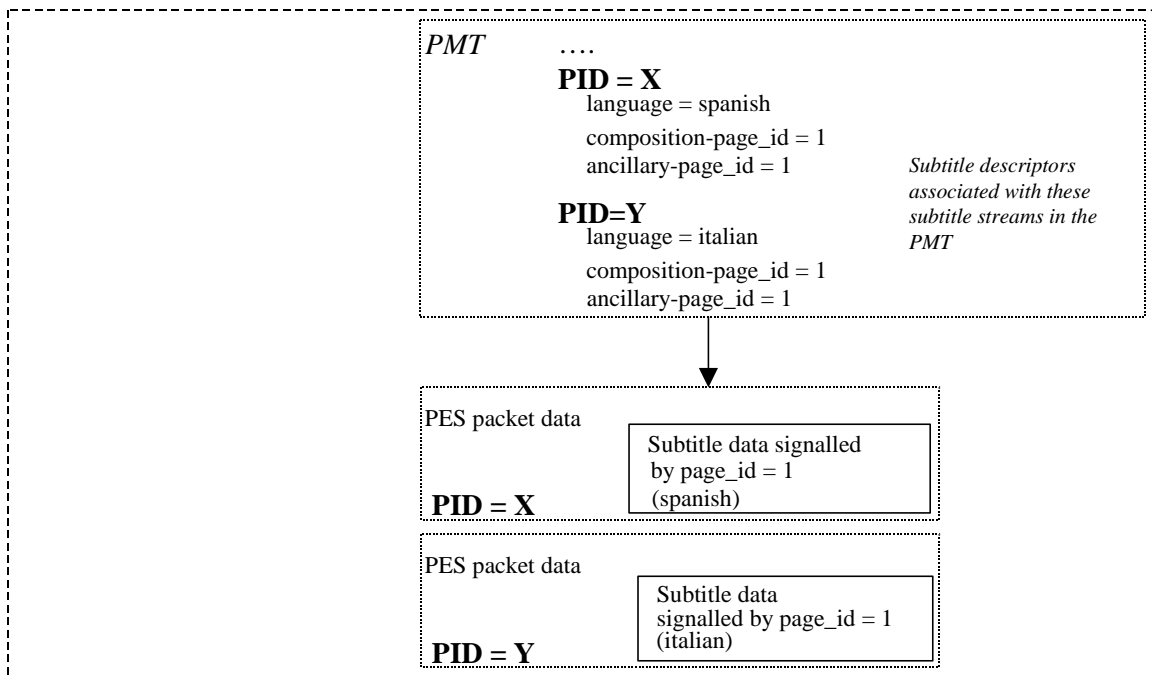 PMT ....
PID = X
language = spanish
composition-page_id = 1
ancillary-page_id = 1
PID=Y
language = italian
composition-page_id = 1
ancillary-page_id = 1
Subtitle descriptors
associated with these
subtitle streams in the
PMT
PES packet data
PID = X
Subtitle data signalled
by page_id = 1
(spanish)
PES packet data
PID = Y
Subtitle data
signalled by page_id = 1
(italian)